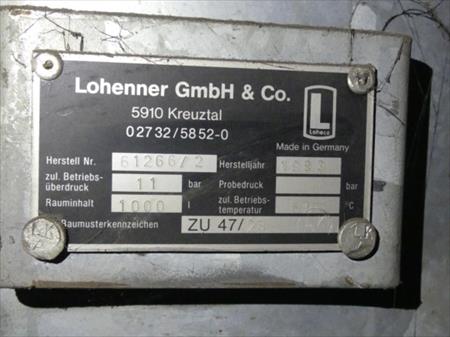 Lohenner GmbH & Co.
5910 Kreuztal
02732/5852-0
L
Loheco
Made in Germany
Herstell Nr. 61266/2 Herstelljahr
zul. Betriebs-
überdruck 11 bar Probedruck bar
Rauminhalt 1000 l zul. Betriebs-
temperatur °C
Baumusterkennzeichen ZU 47/